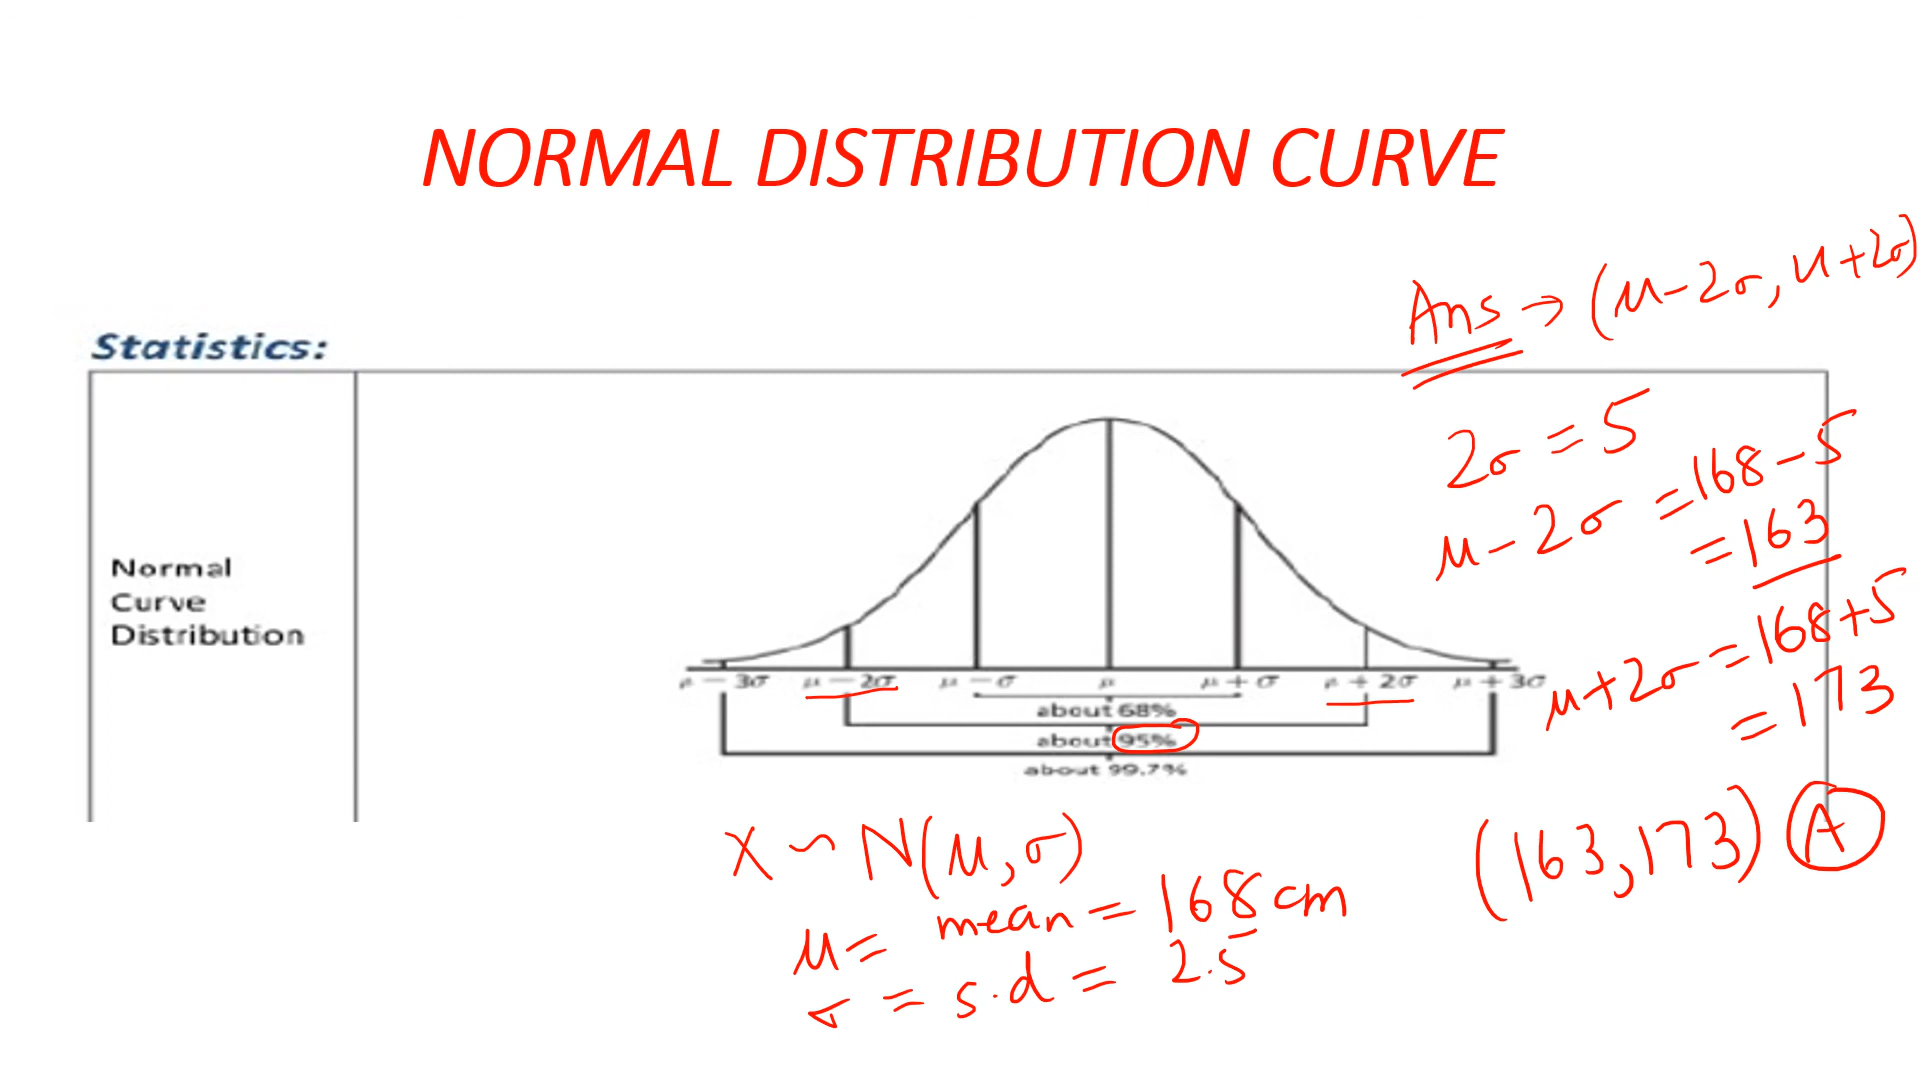 NORMAL DISTRIBUTION CURVE
Ans → (μ-2σ, μ+2σ)
Statistics:
2σ = 5
μ-2σ = 168-5
= 163
Normal
Curve
Distribution
μ+2σ = 168+5
= 173
μ − 3σ μ − 2σ μ − σ μ μ + σ μ + 2σ μ + 3σ
about 68%
about 95%
about 99.7%
X ~ N(μ, σ)
(163, 173) A
μ = mean = 168 cm
σ = s.d = 2.5